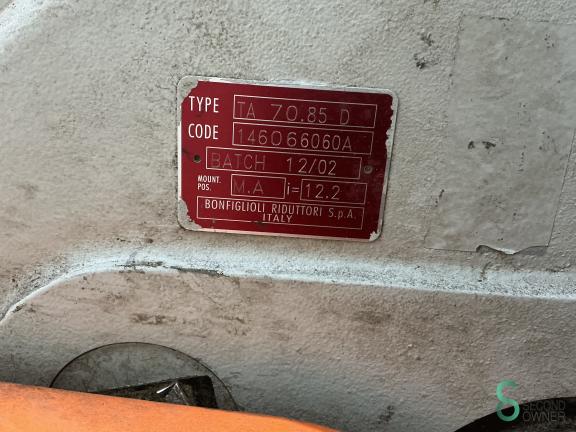 TYPE TA 70.85 D
CODE 146066060A
BATCH 12/02
MOUNT. POS. M.A i=12.2
BONFIGLIOLI RIDUTTORI S.p.A.
ITALY
SECOND
OWNER